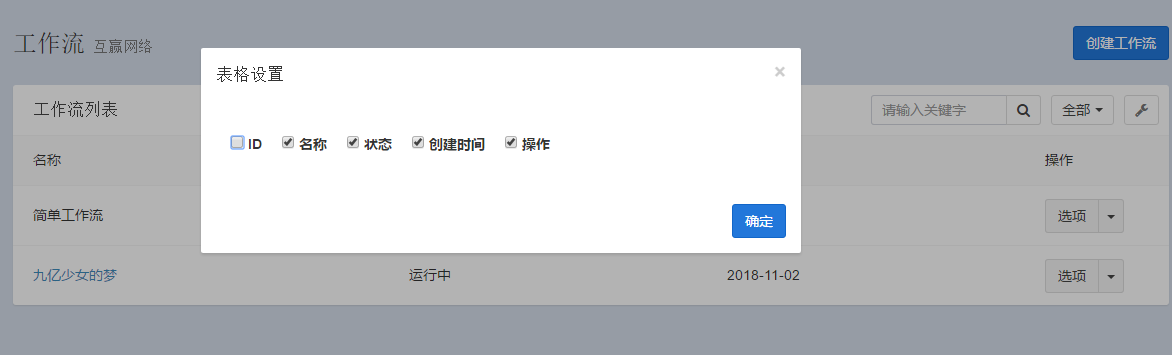 工作流 互赢网络
创建工作流
表格设置 ×
工作流列表
请输入关键字
全部
ID 名称 状态 创建时间 操作
名称 操作
确定
简单工作流 选项
九亿少女的梦 运行中 2018-11-02 选项